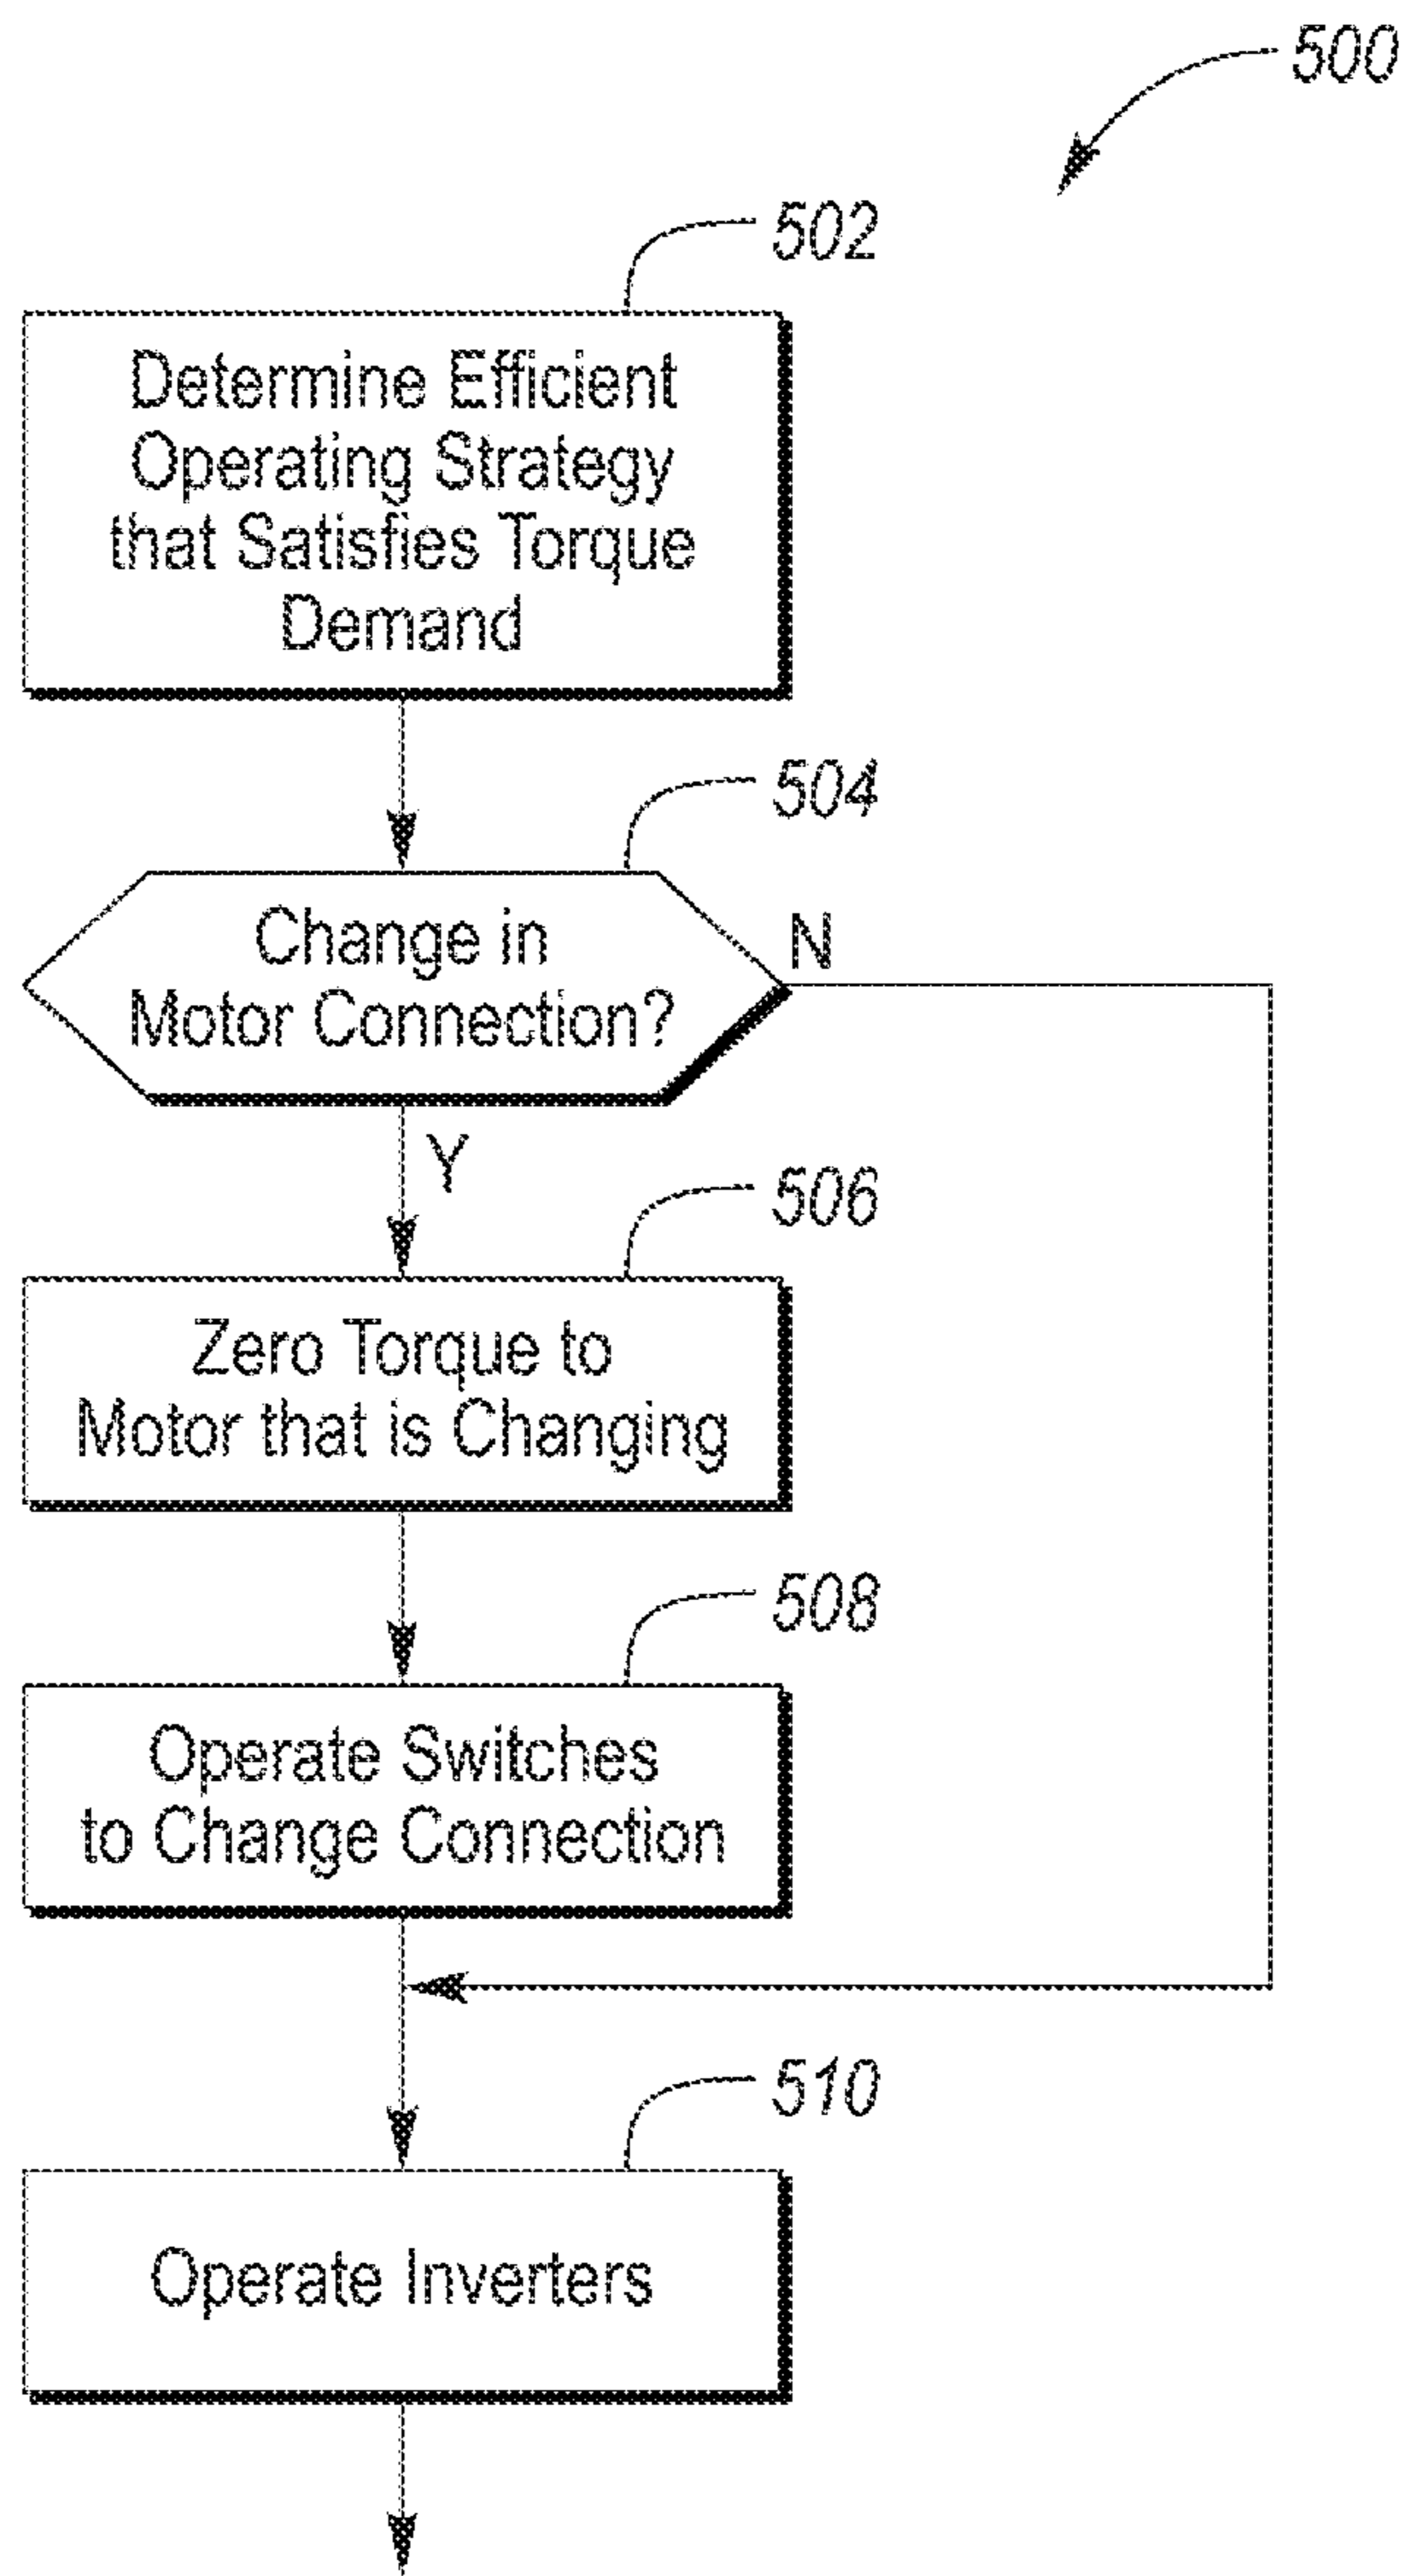 500
502
Determine Efficient
Operating Strategy
that Satisfies Torque
Demand
504
Change in
Motor Connection?
N
Y
506
Zero Torque to
Motor that is Changing
508
Operate Switches
to Change Connection
510
Operate Inverters